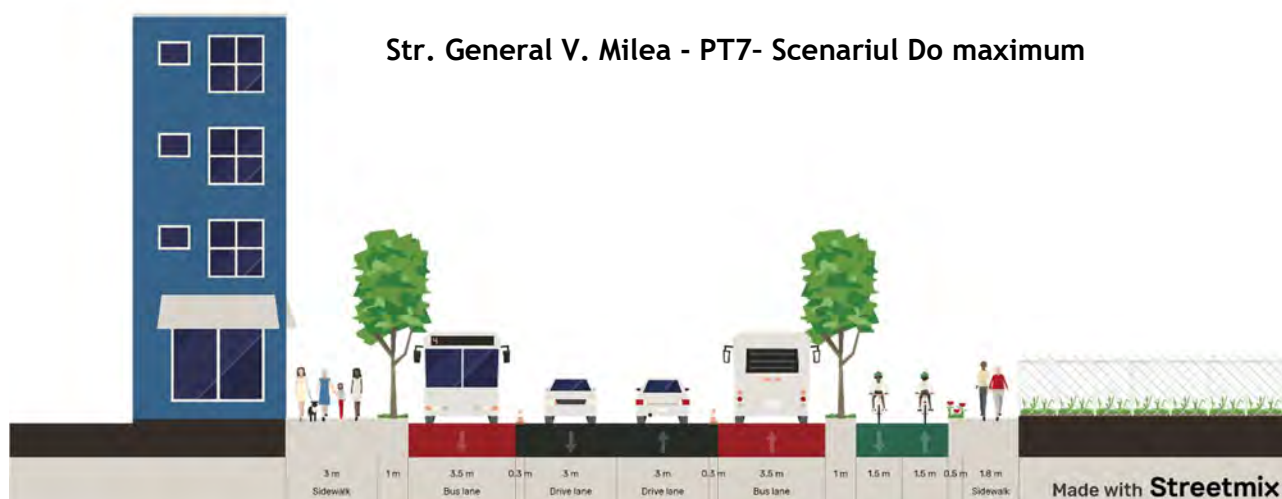 Str. General V. Milea - PT7- Scenariul Do maximum
4
3 m 1 m 3.5 m 0.3 m 3 m 3 m 0.3 m 3.5 m 1 m 1.5 m 1.5 m 0.5 m 1.8 m
Sidewalk Bus lane Drive lane Drive lane Bus lane Sidewalk
Made with Streetmix